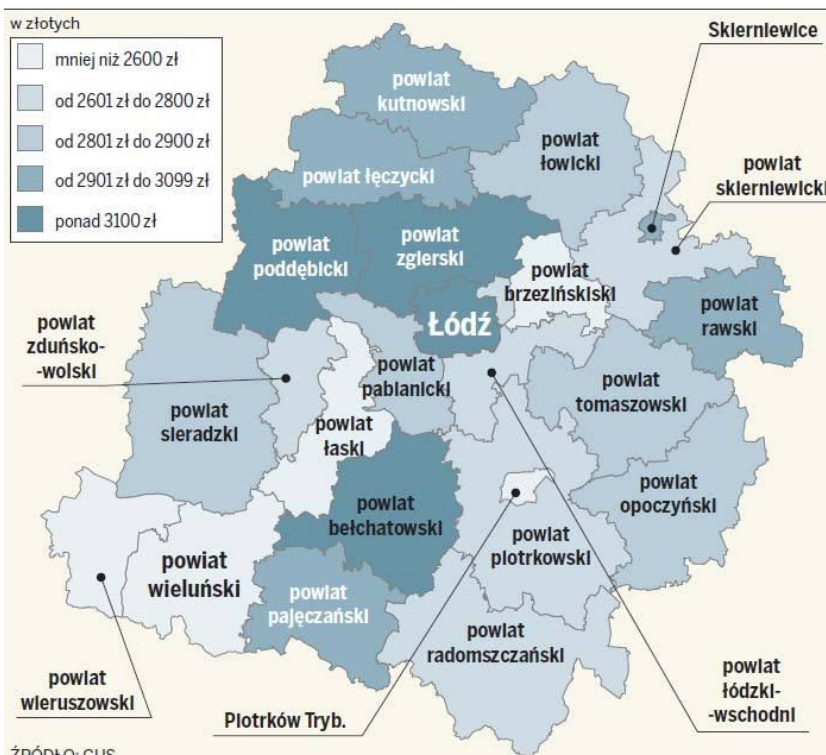 w złotych
mniej niż 2600 zł
od 2601 zł do 2800 zł
od 2801 zł do 2900 zł
od 2901 zł do 3099 zł
ponad 3100 zł
Skierniewice
powiat
kutnowski
powiat
łowicki
powiat
skierniewicki
powiat łęczycki
powiat
poddębicki
powiat
zgierski
powiat
brzezińskiski
powiat
rawski
Łódź
powiat
zduńsko-
-wolski
powiat
sieradzki
powiat
pabianicki
powiat
tomaszowski
powiat
łaski
powiat
opoczyński
powiat
bełchatowski
powiat
piotrkowski
powiat
wieluński
powiat
pajęczański
powiat
radomszczański
powiat
wieruszowski
Piotrków Tryb.
powiat
łódzki-
-wschodni
ŹRÓDŁO: GUS